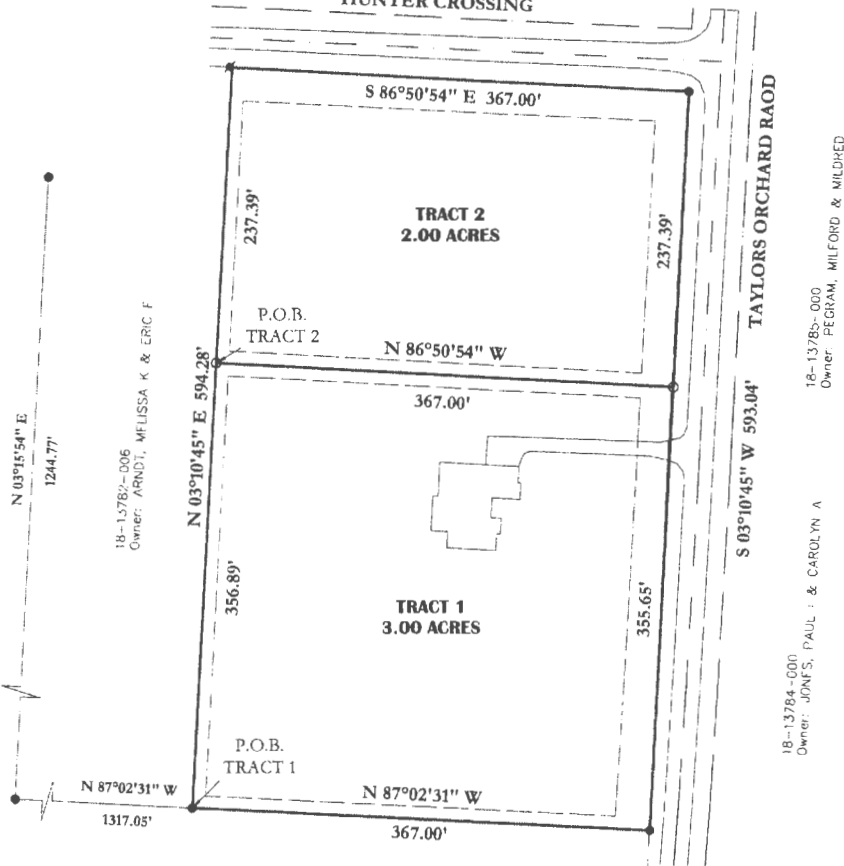 HUNTER CROSSING
S 86°50'54" E 367.00'
TAYLORS ORCHARD RAOD
237.39'
TRACT 2
2.00 ACRES
237.39'
P.O.B.
TRACT 2
N 86°50'54" W
367.00'
N 03°15'54" E
1244.77'
18-13782-006
Owner: ARNDT, MELISSA K & ERIC F
N 03°10'45" E 594.28'
S 03°10'45" W 593.04'
18-13785-000
Owner: PEGRAM, MILFORD & MILDRED
356.89'
TRACT 1
3.00 ACRES
355.65'
18-13784-000
Owner: JONES, PAUL & CAROLYN A
P.O.B.
TRACT 1
N 87°02'31" W
1317.05'
N 87°02'31" W
367.00'